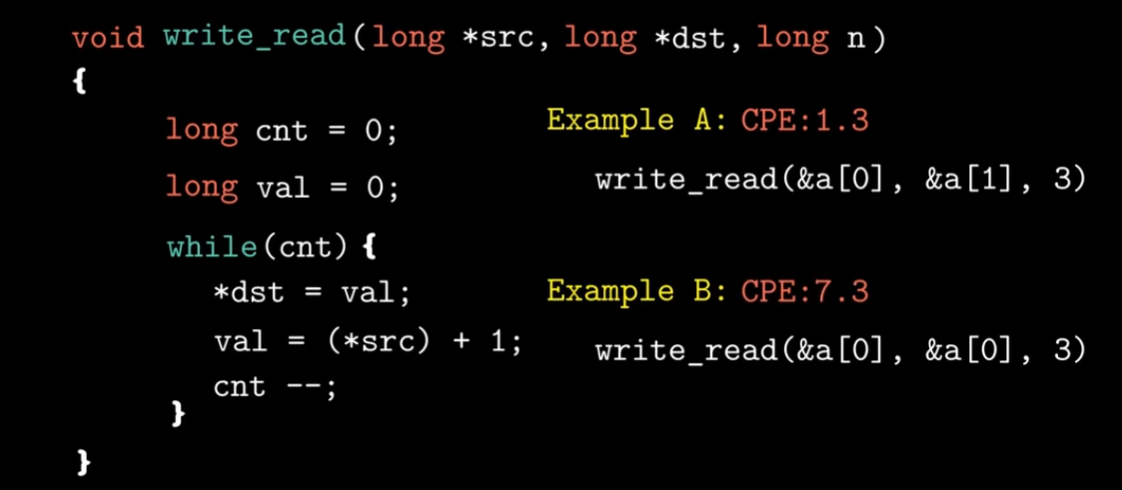 void write_read(long *src, long *dst, long n)
{
long cnt = 0;
long val = 0;
while(cnt) {
*dst = val;
val = (*src) + 1;
cnt --;
}
}
Example A: CPE:1.3
write_read(&a[0], &a[1], 3)
Example B: CPE:7.3
write_read(&a[0], &a[0], 3)